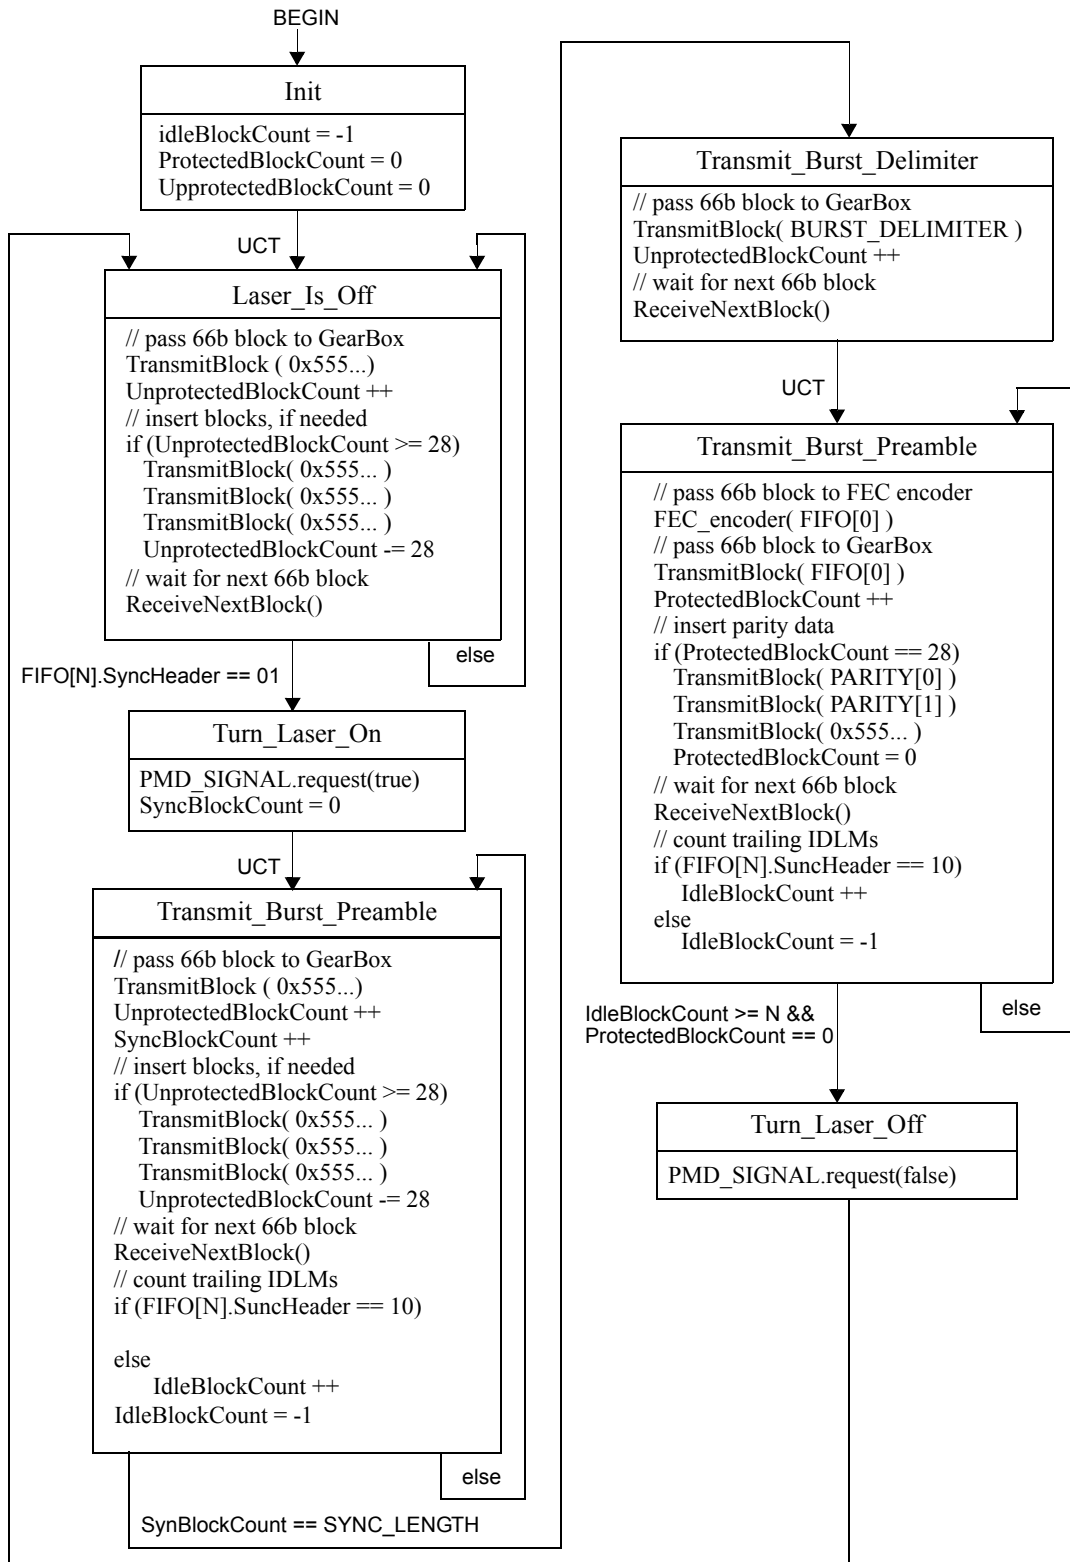 BEGIN
Init
idleBlockCount = -1
ProtectedBlockCount = 0
UpprotectedBlockCount = 0
UCT
Laser_Is_Off
// pass 66b block to GearBox
TransmitBlock ( 0x555...)
UnprotectedBlockCount ++
// insert blocks, if needed
if (UnprotectedBlockCount >= 28)
TransmitBlock( 0x555... )
TransmitBlock( 0x555... )
TransmitBlock( 0x555... )
UnprotectedBlockCount -= 28
// wait for next 66b block
ReceiveNextBlock()
else
FIFO[N].SyncHeader == 01
Turn_Laser_On
PMD_SIGNAL.request(true)
SyncBlockCount = 0
UCT
Transmit_Burst_Preamble
// pass 66b block to GearBox
TransmitBlock ( 0x555...)
UnprotectedBlockCount ++
SyncBlockCount ++
// insert blocks, if needed
if (UnprotectedBlockCount >= 28)
TransmitBlock( 0x555... )
TransmitBlock( 0x555... )
TransmitBlock( 0x555... )
UnprotectedBlockCount -= 28
// wait for next 66b block
ReceiveNextBlock()
// count trailing IDLMs
if (FIFO[N].SuncHeader == 10)
else
IdleBlockCount ++
IdleBlockCount = -1
else
SynBlockCount == SYNC_LENGTH
Transmit_Burst_Delimiter
// pass 66b block to GearBox
TransmitBlock( BURST_DELIMITER )
UnprotectedBlockCount ++
// wait for next 66b block
ReceiveNextBlock()
UCT
Transmit_Burst_Preamble
// pass 66b block to FEC encoder
FEC_encoder( FIFO[0] )
// pass 66b block to GearBox
TransmitBlock( FIFO[0] )
ProtectedBlockCount ++
// insert parity data
if (ProtectedBlockCount == 28)
TransmitBlock( PARITY[0] )
TransmitBlock( PARITY[1] )
TransmitBlock( 0x555... )
ProtectedBlockCount = 0
// wait for next 66b block
ReceiveNextBlock()
// count trailing IDLMs
if (FIFO[N].SuncHeader == 10)
IdleBlockCount ++
else
IdleBlockCount = -1
else
IdleBlockCount >= N &&
ProtectedBlockCount == 0
Turn_Laser_Off
PMD_SIGNAL.request(false)